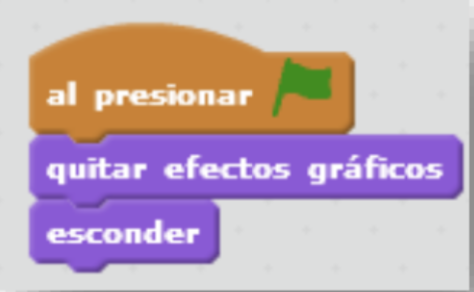 al presionar
quitar efectos gráficos
esconder